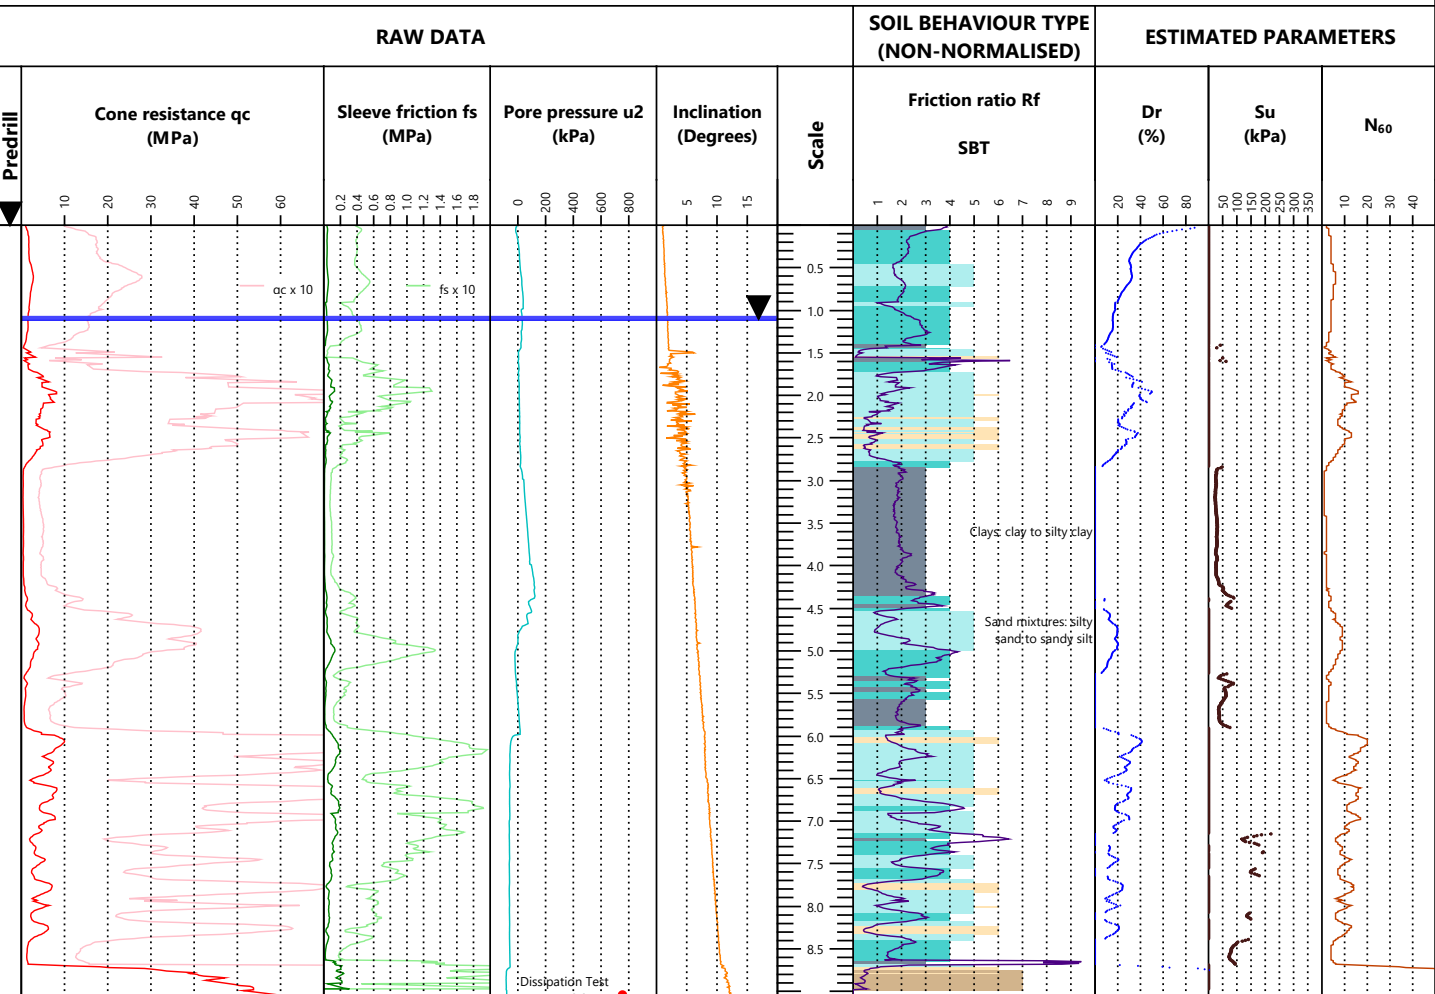 RAW DATA
SOIL BEHAVIOUR TYPE
(NON-NORMALISED)
ESTIMATED PARAMETERS
Predrill
Cone resistance qc
(MPa)
Sleeve friction fs
(MPa)
Pore pressure u2
(kPa)
Inclination
(Degrees)
Scale
Friction ratio Rf
SBT
Dr
(%)
Su
(kPa)
N60
10 20 30 40 50 60
0.2 0.4 0.6 0.8 1.0 1.2 1.4 1.6 1.8
0 200 400 600 800
5 10 15
1 2 3 4 5 6 7 8 9
20 40 60 80
50 100 150 200 250 300 350
10 20 30 40
qc x 10
fs x 10
0.5
1.0
1.5
2.0
2.5
3.0
3.5
Clays: clay to silty clay
4.0
4.5
Sand mixtures: silty
sand to sandy silt
5.0
5.5
6.0
6.5
7.0
7.5
8.0
8.5
Dissipation Test